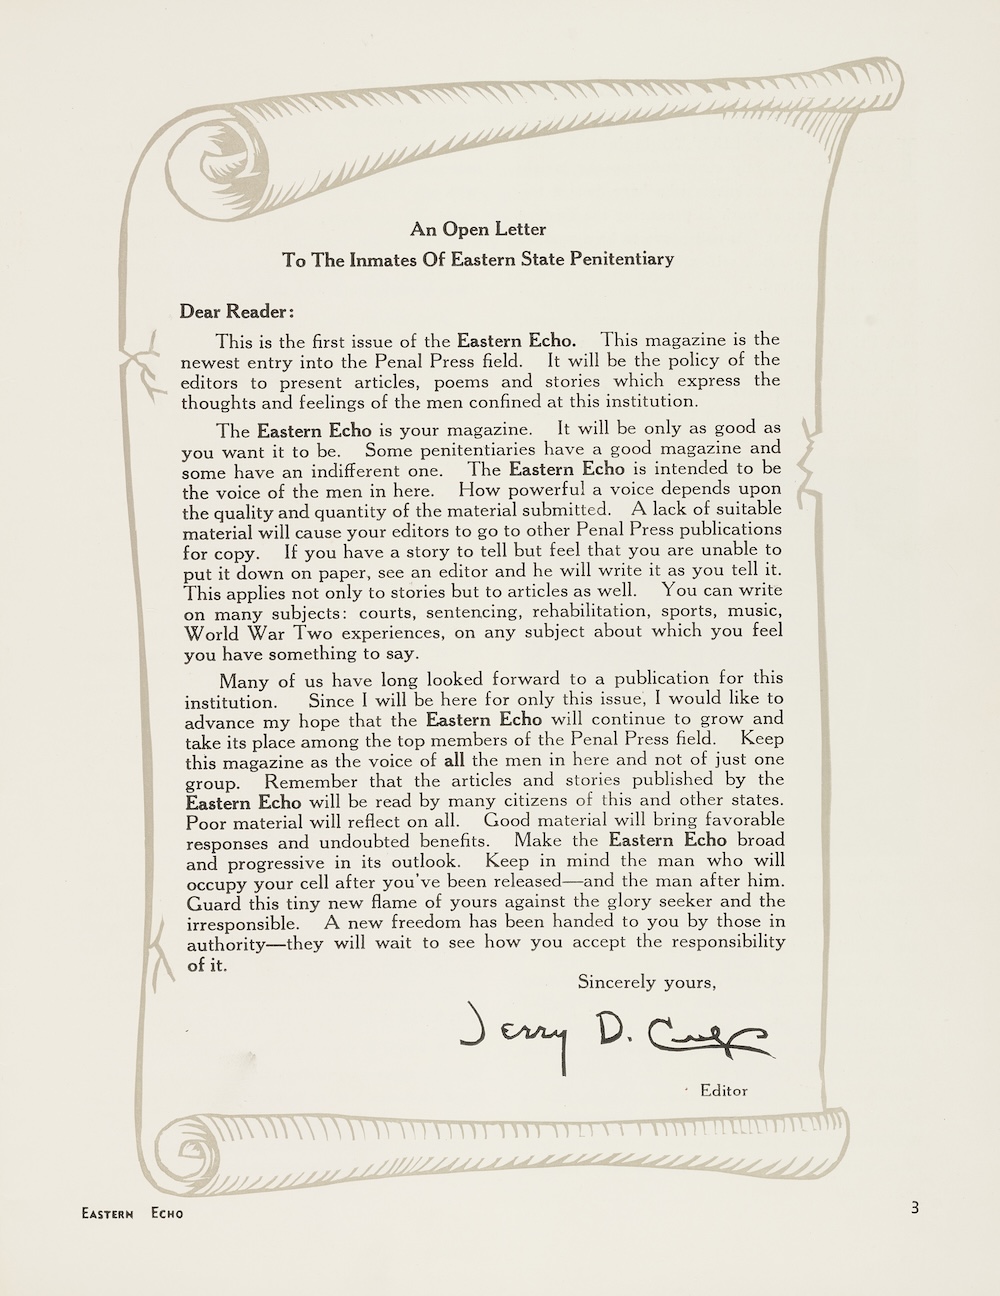 An Open Letter
To The Inmates Of Eastern State Penitentiary
Dear Reader:
This is the first issue of the Eastern Echo. This magazine is the
newest entry into the Penal Press field. It will be the policy of the
editors to present articles, poems and stories which express the
thoughts and feelings of the men confined at this institution.
The Eastern Echo is your magazine. It will be only as good as
you want it to be. Some penitentiaries have a good magazine and
some have an indifferent one. The Eastern Echo is intended to be
the voice of the men in here. How powerful a voice depends upon
the quality and quantity of the material submitted. A lack of suitable
material will cause your editors to go to other Penal Press publications
for copy. If you have a story to tell but feel that you are unable to
put it down on paper, see an editor and he will write it as you tell it.
This applies not only to stories but to articles as well. You can write
on many subjects: courts, sentencing, rehabilitation, sports, music,
World War Two experiences, on any subject about which you feel
you have something to say.
Many of us have long looked forward to a publication for this
institution. Since I will be here for only this issue, I would like to
advance my hope that the Eastern Echo will continue to grow and
take its place among the top members of the Penal Press field. Keep
this magazine as the voice of all the men in here and not of just one
group. Remember that the articles and stories published by the
Eastern Echo will be read by many citizens of this and other states.
Poor material will reflect on all. Good material will bring favorable
responses and undoubted benefits. Make the Eastern Echo broad
and progressive in its outlook. Keep in mind the man who will
occupy your cell after you've been released—and the man after him.
Guard this tiny new flame of yours against the glory seeker and the
irresponsible. A new freedom has been handed to you by those in
authority—they will wait to see how you accept the responsibility
of it.
Sincerely yours,
Jerry D. Culp
Editor
Eastern Echo
3